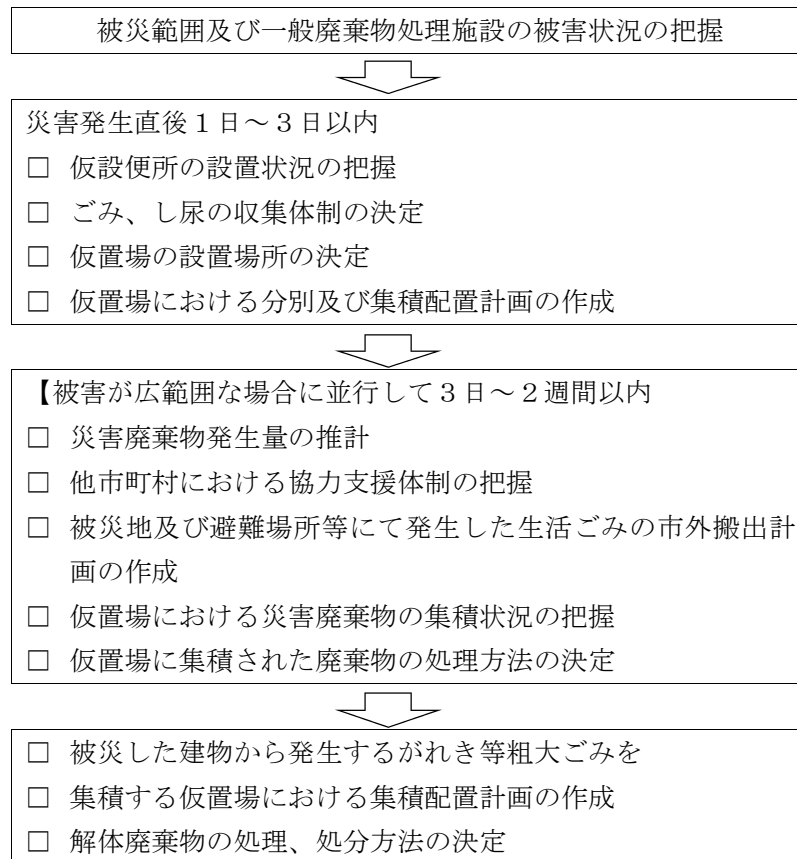 被災範囲及び一般廃棄物処理施設の被害状況の把握
災害発生直後１日～３日以内
□ 仮設便所の設置状況の把握
□ ごみ、し尿の収集体制の決定
□ 仮置場の設置場所の決定
□ 仮置場における分別及び集積配置計画の作成
【被害が広範囲な場合に並行して３日～２週間以内
□ 災害廃棄物発生量の推計
□ 他市町村における協力支援体制の把握
□ 被災地及び避難場所等にて発生した生活ごみの市外搬出計
画の作成
□ 仮置場における災害廃棄物の集積状況の把握
□ 仮置場に集積された廃棄物の処理方法の決定
□ 被災した建物から発生するがれき等粗大ごみを
□ 集積する仮置場における集積配置計画の作成
□ 解体廃棄物の処理、処分方法の決定